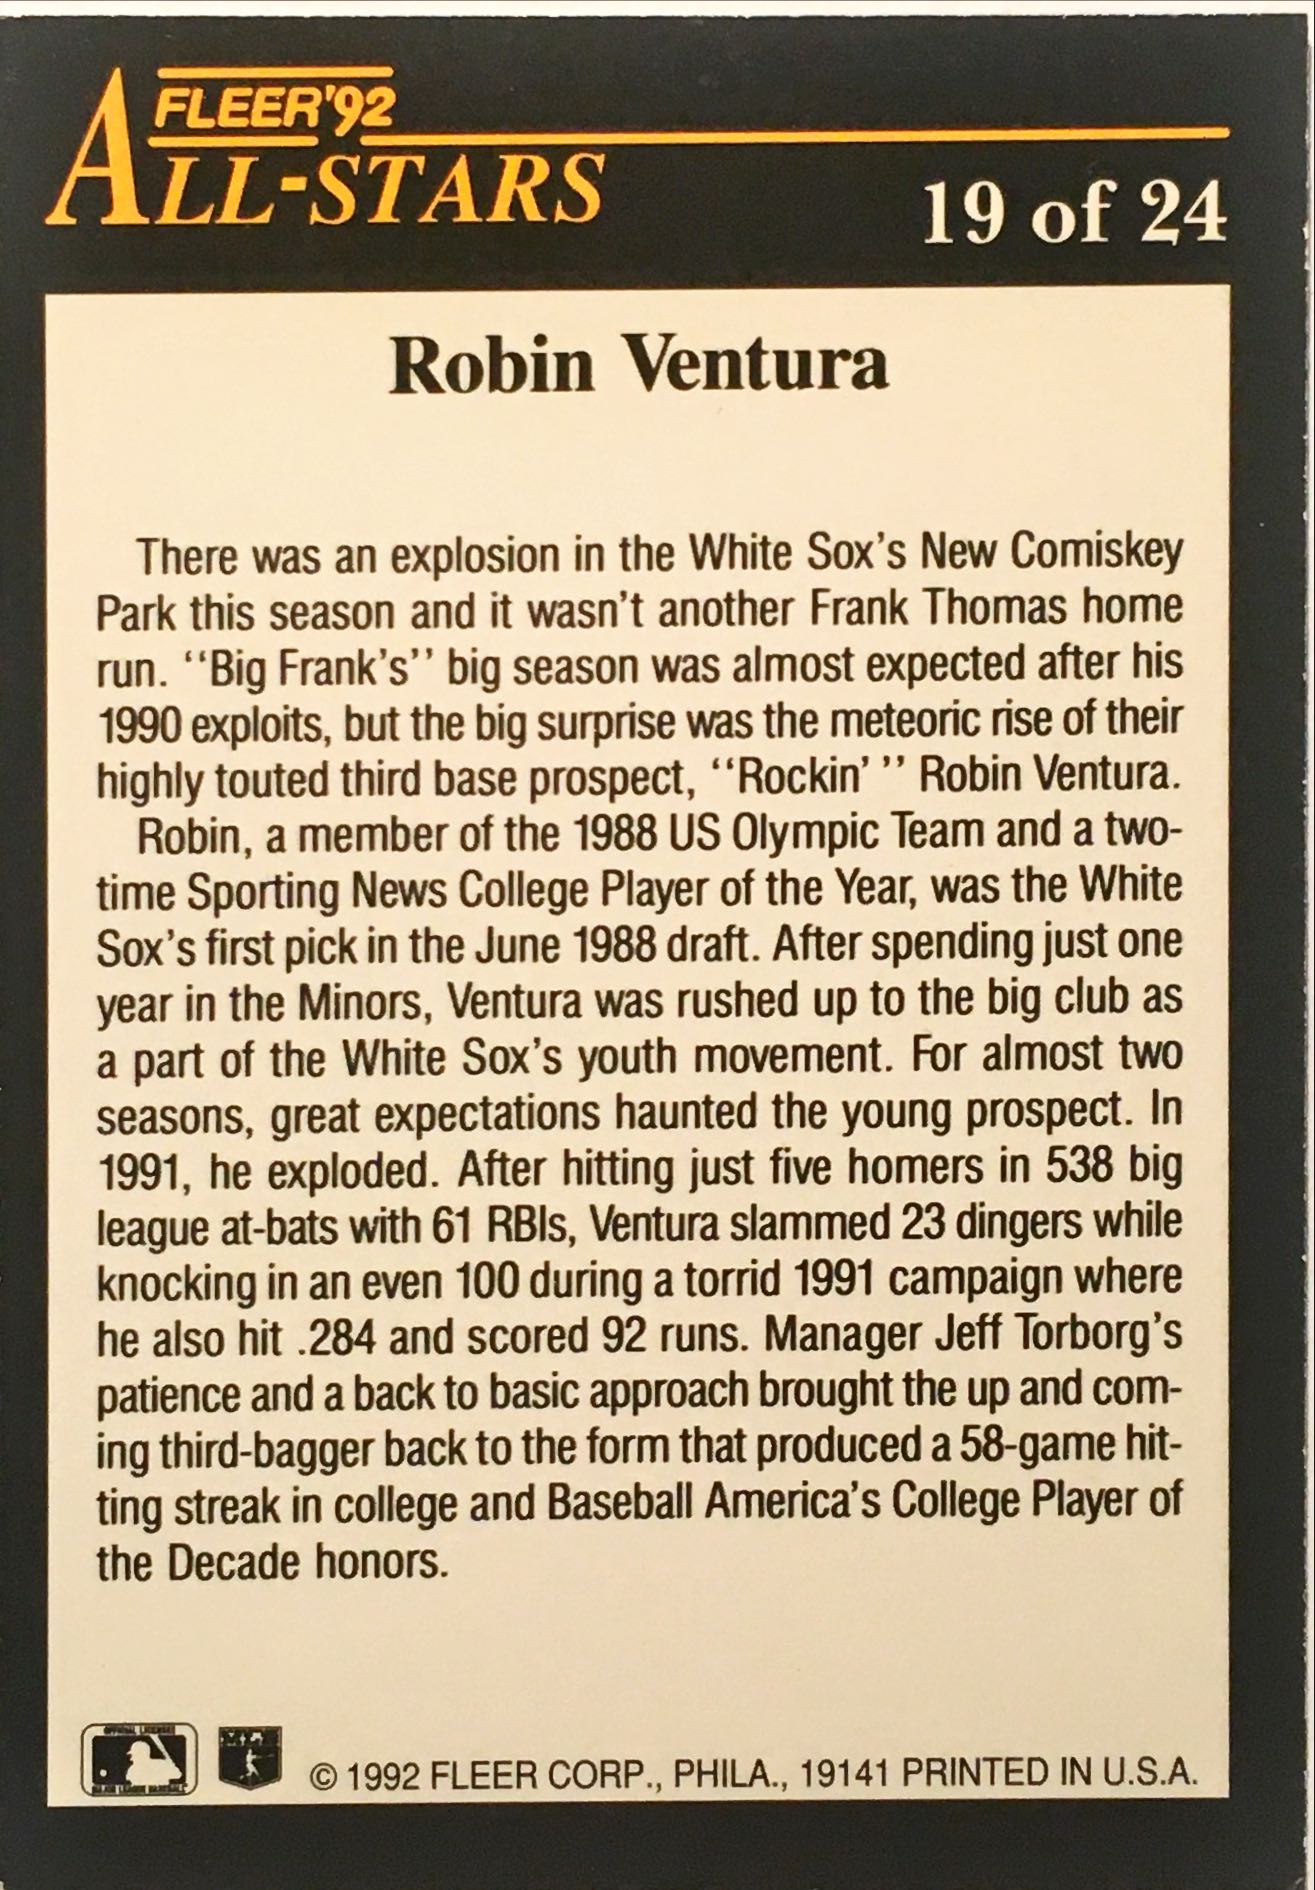 FLEER'92
ALL-STARS
19 of 24
Robin Ventura
There was an explosion in the White Sox's New Comiskey
Park this season and it wasn't another Frank Thomas home
run. ‘‘Big Frank's’’ big season was almost expected after his
1990 exploits, but the big surprise was the meteoric rise of their
highly touted third base prospect, ‘‘Rockin' ’’ Robin Ventura.
Robin, a member of the 1988 US Olympic Team and a two-
time Sporting News College Player of the Year, was the White
Sox's first pick in the June 1988 draft. After spending just one
year in the Minors, Ventura was rushed up to the big club as
a part of the White Sox's youth movement. For almost two
seasons, great expectations haunted the young prospect. In
1991, he exploded. After hitting just five homers in 538 big
league at-bats with 61 RBIs, Ventura slammed 23 dingers while
knocking in an even 100 during a torrid 1991 campaign where
he also hit .284 and scored 92 runs. Manager Jeff Torborg's
patience and a back to basic approach brought the up and com-
ing third-bagger back to the form that produced a 58-game hit-
ting streak in college and Baseball America's College Player of
the Decade honors.
© 1992 FLEER CORP., PHILA., 19141 PRINTED IN U.S.A.